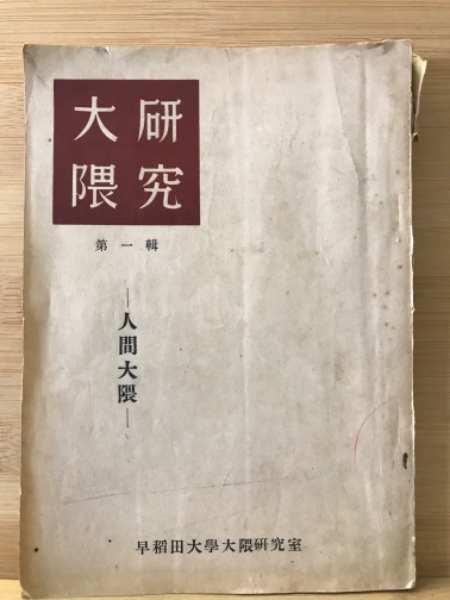 大隈
研究
第一輯
―人間大隈―
早稲田大學大隈研究室